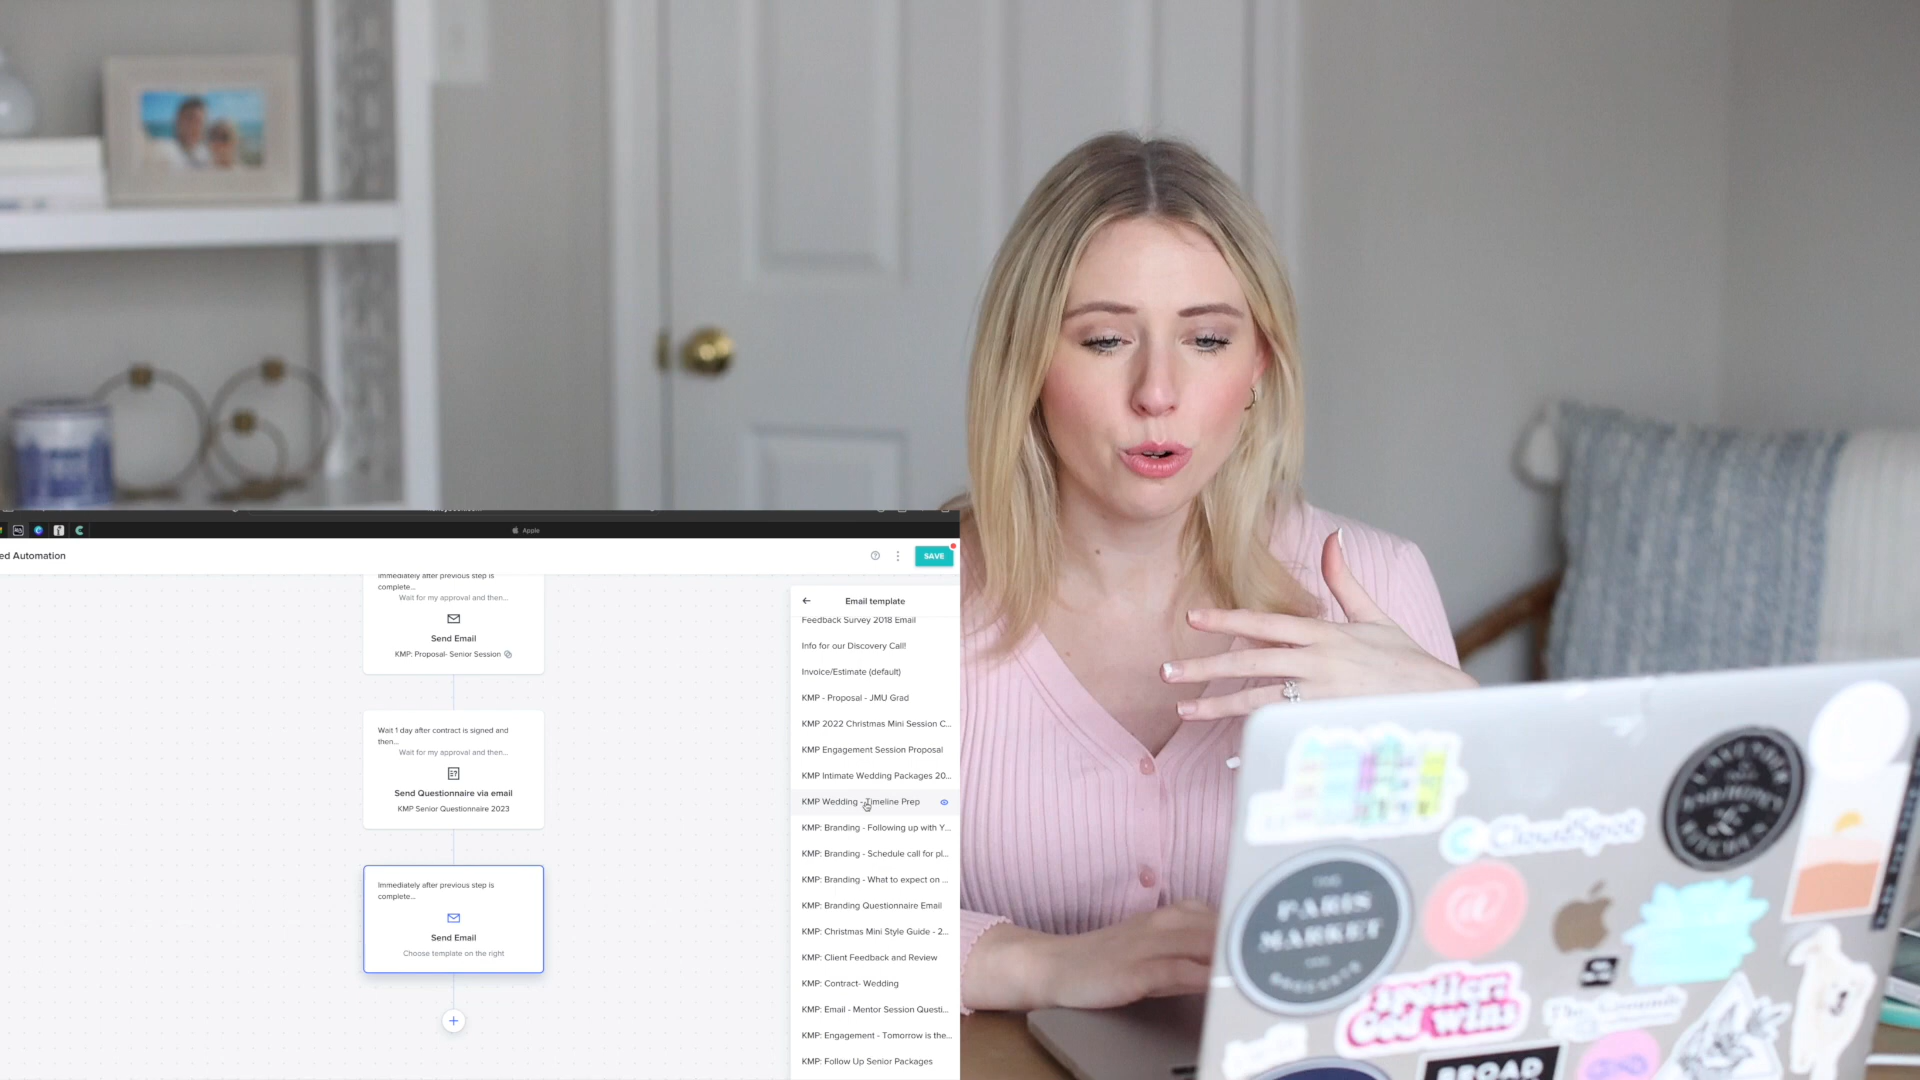 Apple
ed Automation
SAVE
Immediately after previous step is
complete...
Wait for my approval and then...
Send Email
KMP: Proposal- Senior Session
Wait 1 day after contract is signed and
then...
Wait for my approval and then...
Send Questionnaire via email
KMP Senior Questionnaire 2023
Immediately after previous step is
complete...
Send Email
Choose template on the right
Email template
Feedback Survey 2018 Email
Info for our Discovery Call!
Invoice/Estimate (default)
KMP - Proposal - JMU Grad
KMP 2022 Christmas Mini Session C...
KMP Engagement Session Proposal
KMP Intimate Wedding Packages 20...
KMP Wedding - Timeline Prep
KMP: Branding - Following up with Y...
KMP: Branding - Schedule call for pl...
KMP: Branding - What to expect on ...
KMP: Branding Questionnaire Email
KMP: Christmas Mini Style Guide - 2...
KMP: Client Feedback and Review
KMP: Contract- Wedding
KMP: Email - Mentor Session Questi...
KMP: Engagement - Tomorrow is the...
KMP: Follow Up Senior Packages
CloudSpot
PARIS
MARKET
spoiler:
God wins
The Grounds
BROAD